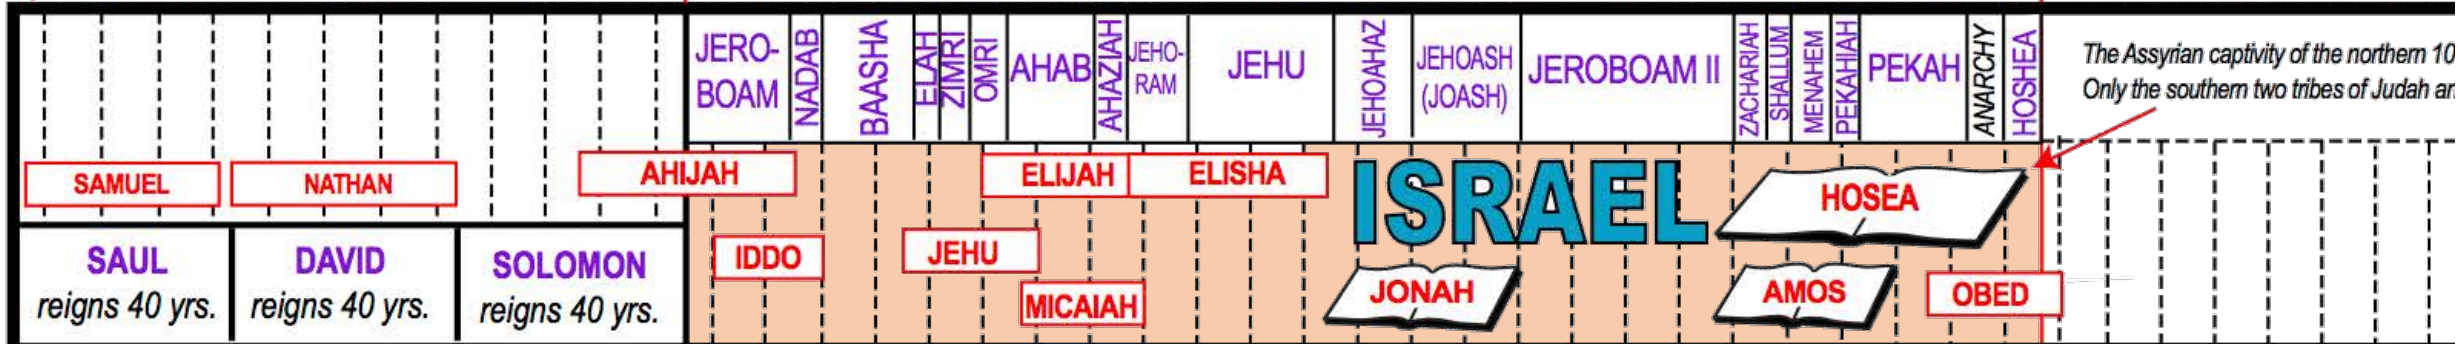 JERO-
BOAM
NADAB
BAASHA
ELAH
ZIMRI
OMRI
AHAB
AHAZIAH
JEHO-
RAM
JEHU
JEHOAHAZ
JEHOASH
(JOASH)
JEROBOAM II
ZACHARIAH
SHALLUM
MENAHEM
PEKAHIAH
PEKAH
ANARCHY
HOSHEA
The Assyrian captivity of the northern 10
Only the southern two tribes of Judah an
SAMUEL
NATHAN
AHIJAH
ELIJAH
ELISHA
ISRAEL
HOSEA
SAUL
reigns 40 yrs.
DAVID
reigns 40 yrs.
SOLOMON
reigns 40 yrs.
IDDO
JEHU
MICAIAH
JONAH
AMOS
OBED